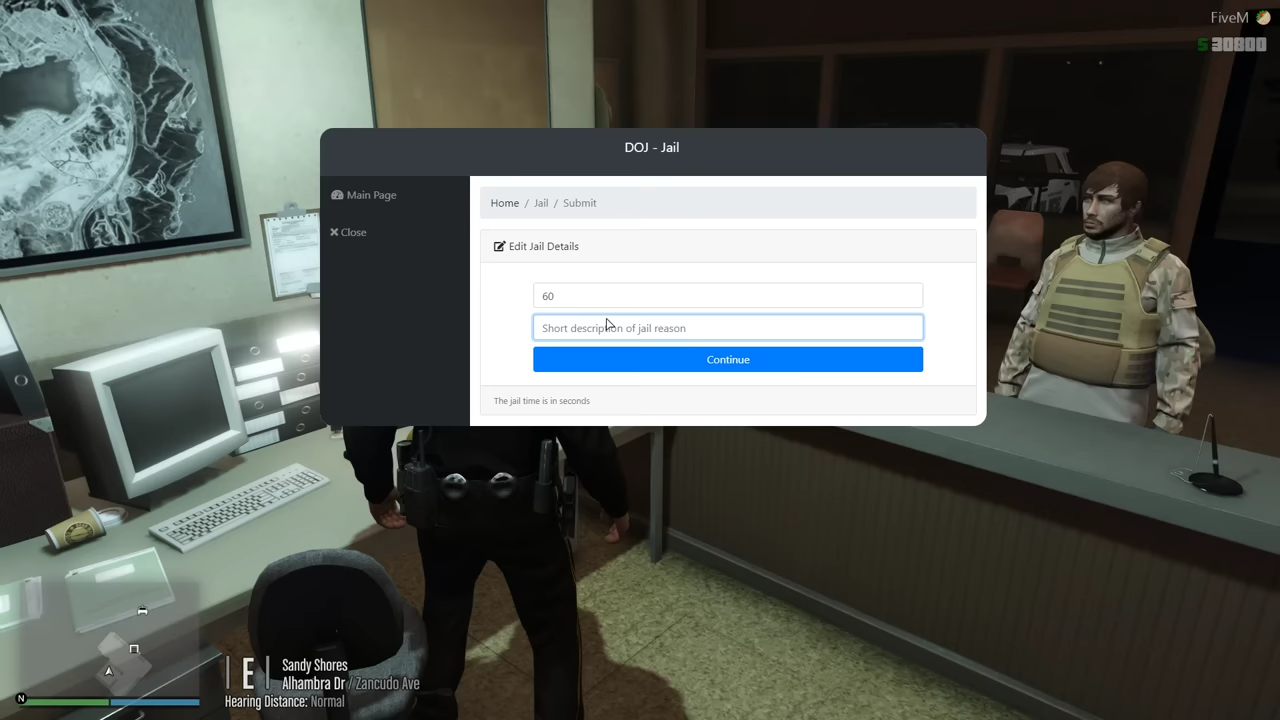 FiveM
$ 30800
DOJ - Jail
Main Page
Close
Home / Jail / Submit
Edit Jail Details
60
Short description of jail reason
Continue
The jail time is in seconds
N
E
Sandy Shores
Alhambra Dr / Zancudo Ave
Hearing Distance: Normal